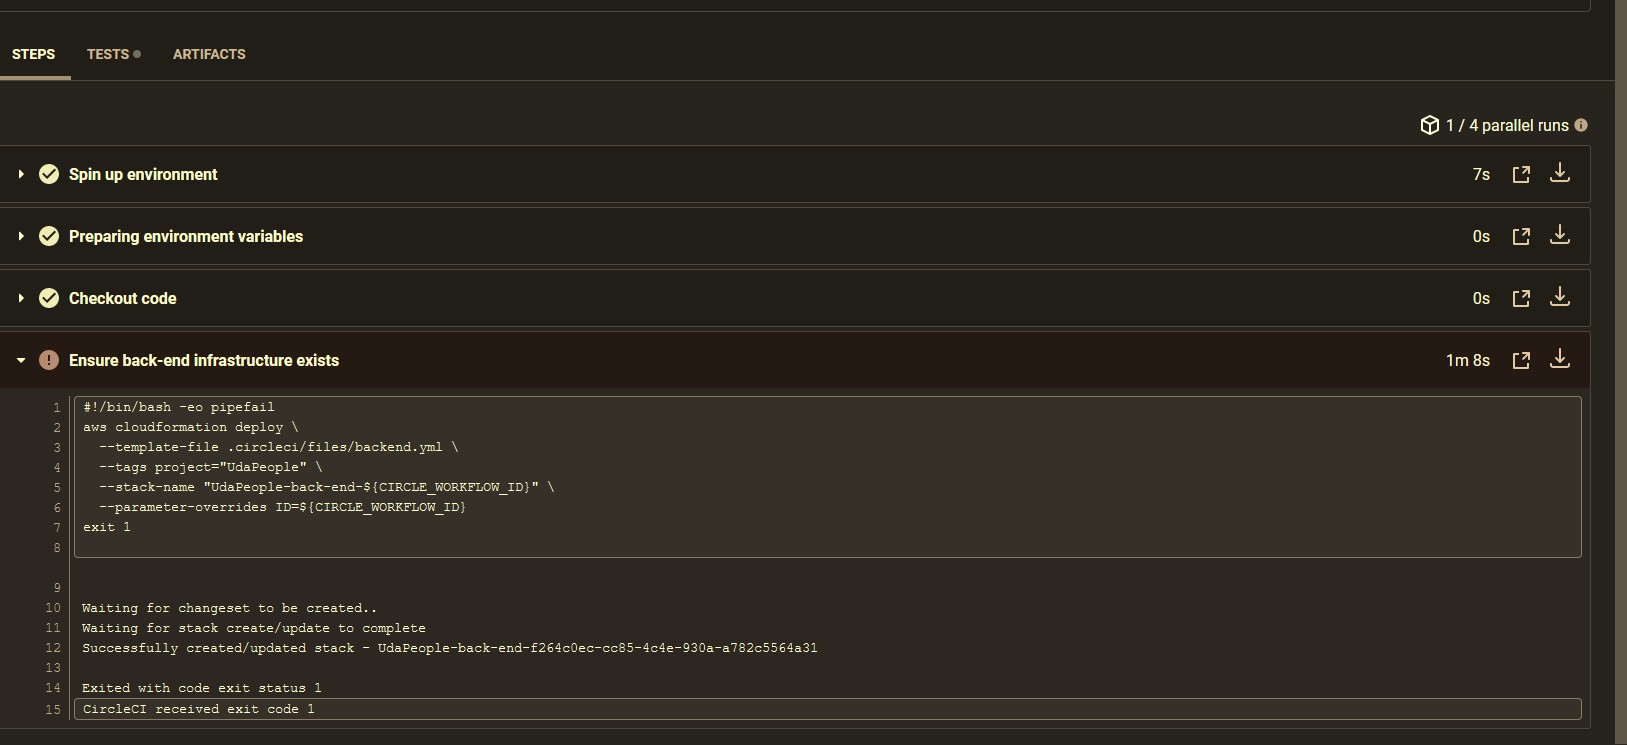 STEPS TESTS ARTIFACTS
1 / 4 parallel runs
Spin up environment 7s
Preparing environment variables 0s
Checkout code 0s
Ensure back-end infrastructure exists 1m 8s
1 #!/bin/bash -eo pipefail
2 aws cloudformation deploy \
3 --template-file .circleci/files/backend.yml \
4 --tags project="UdaPeople" \
5 --stack-name "UdaPeople-back-end-${CIRCLE_WORKFLOW_ID}" \
6 --parameter-overrides ID=${CIRCLE_WORKFLOW_ID}
7 exit 1
8
9
10 Waiting for changeset to be created..
11 Waiting for stack create/update to complete
12 Successfully created/updated stack - UdaPeople-back-end-f264c0ec-cc85-4c4e-930a-a782c5564a31
13
14 Exited with code exit status 1
15 CircleCI received exit code 1